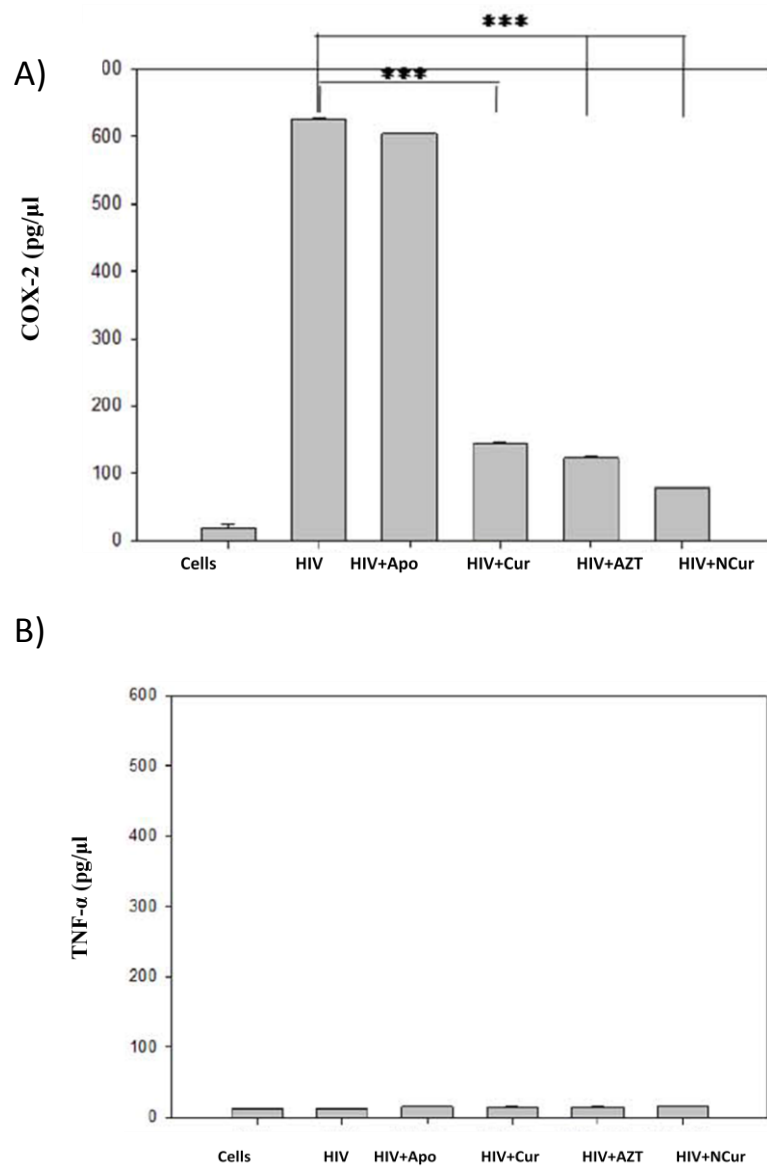 ***
A)
***
00
600
500
400
300
200
100
0
COX-2 (pg/µl
Cells HIV HIV+Apo HIV+Cur HIV+AZT HIV+NCur
B)
600
500
400
300
200
100
0
TNF-α (pg/µl
Cells HIV HIV+Apo HIV+Cur HIV+AZT HIV+NCur